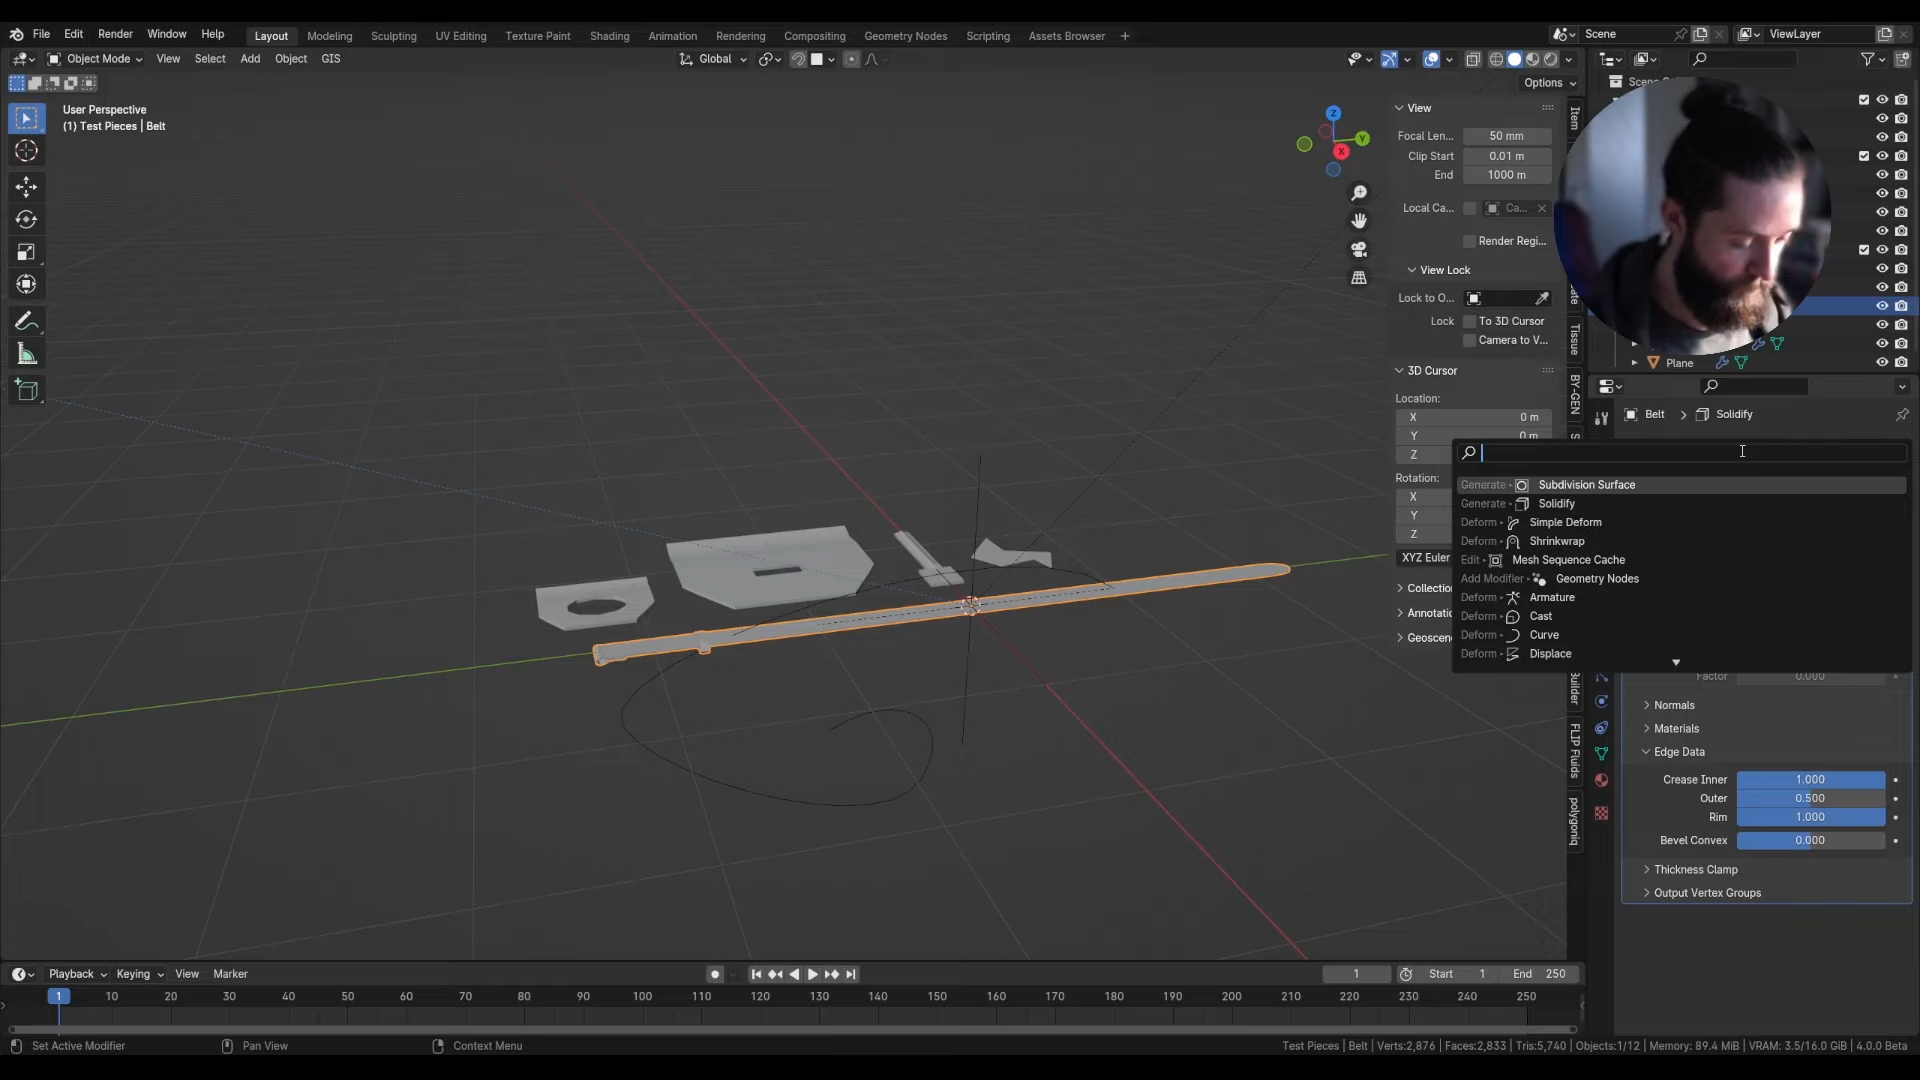 File Edit Render Window Help Layout Modeling Sculpting UV Editing Texture Paint Shading Animation Rendering Compositing Geometry Nodes Scripting Assets Browser + Scene ViewLayer
Object Mode View Select Add Object GIS Global
Options
User Perspective
(1) Test Pieces | Belt
View
Focal Len... 50 mm
Clip Start 0.01 m
End 1000 m
Local Ca... Ca...
Render Regi...
View Lock
Lock to O...
Lock To 3D Cursor
Camera to V...
3D Cursor
Location:
X 0 m
Y 0 m
Z
Rotation:
X
Y
Z
XYZ Euler
Collectio
Annotatio
Geoscen
Item
Tissue
BY-GEN
Builder
FLIP Fluids
polygoniq
Z
Y
X
Plane
Belt > Solidify
Generate Subdivision Surface
Generate Solidify
Deform Simple Deform
Deform Shrinkwrap
Edit Mesh Sequence Cache
Add Modifier Geometry Nodes
Deform Armature
Deform Cast
Deform Curve
Deform Displace
Factor 0.000
Normals
Materials
Edge Data
Crease Inner 1.000
Outer 0.500
Rim 1.000
Bevel Convex 0.000
Thickness Clamp
Output Vertex Groups
Playback Keying View Marker 1 Start 1 End 250
1 10 20 30 40 50 60 70 80 90 100 110 120 130 140 150 160 170 180 190 200 210 220 230 240 250
Set Active Modifier Pan View Context Menu Test Pieces | Belt | Verts:2,876 | Faces:2,833 | Tris:5,740 | Objects:1/12 | Memory: 89.4 MiB | VRAM: 3.5/16.0 GiB | 4.0.0 Beta